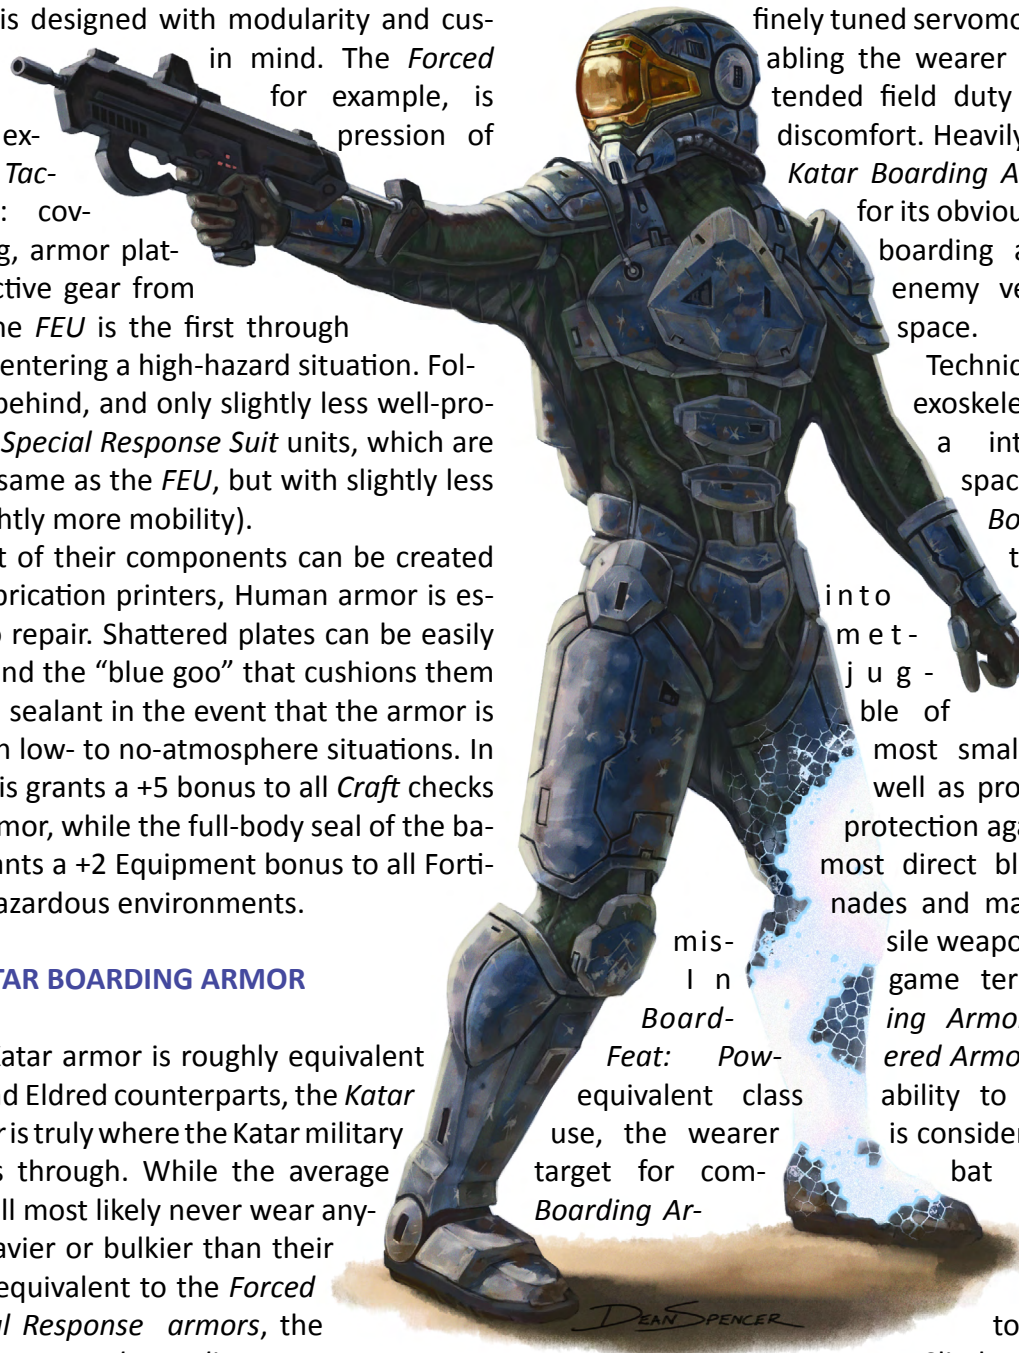 is designed with modularity and cus-
in mind. The Forced
for example, is
ex-
pression of
Tac-
: cov-
g, armor plat-
ctive gear from
he FEU is the first through
entering a high-hazard situation. Fol-
behind, and only slightly less well-pro-
Special Response Suit units, which are
same as the FEU, but with slightly less
htly more mobility).
t of their components can be created
brication printers, Human armor is es-
o repair. Shattered plates can be easily
nd the “blue goo” that cushions them
sealant in the event that the armor is
n low- to no-atmosphere situations. In
is grants a +5 bonus to all Craft checks
mor, while the full-body seal of the ba-
ants a +2 Equipment bonus to all Forti-
azardous environments.
TAR BOARDING ARMOR
Katar armor is roughly equivalent
nd Eldred counterparts, the Katar
r is truly where the Katar military
s through. While the average
ll most likely never wear any-
avier or bulkier than their
equivalent to the Forced
al Response armors, the
finely tuned servomo
abling the wearer
tended field duty
discomfort. Heavily
Katar Boarding A
for its obviou
boarding a
enemy ve
space.
Technic
exoskele
a int
spac
Bo
t
into
met-
jug-
ble of
most smal
well as pro
protection aga
most direct bl
nades and ma
mis- sile weapo
In game ter
Board- ing Armo
Feat: Pow- ered Armo
equivalent class ability to
use, the wearer is consider
target for com- bat
Boarding Ar-
to
DEAN SPENCER